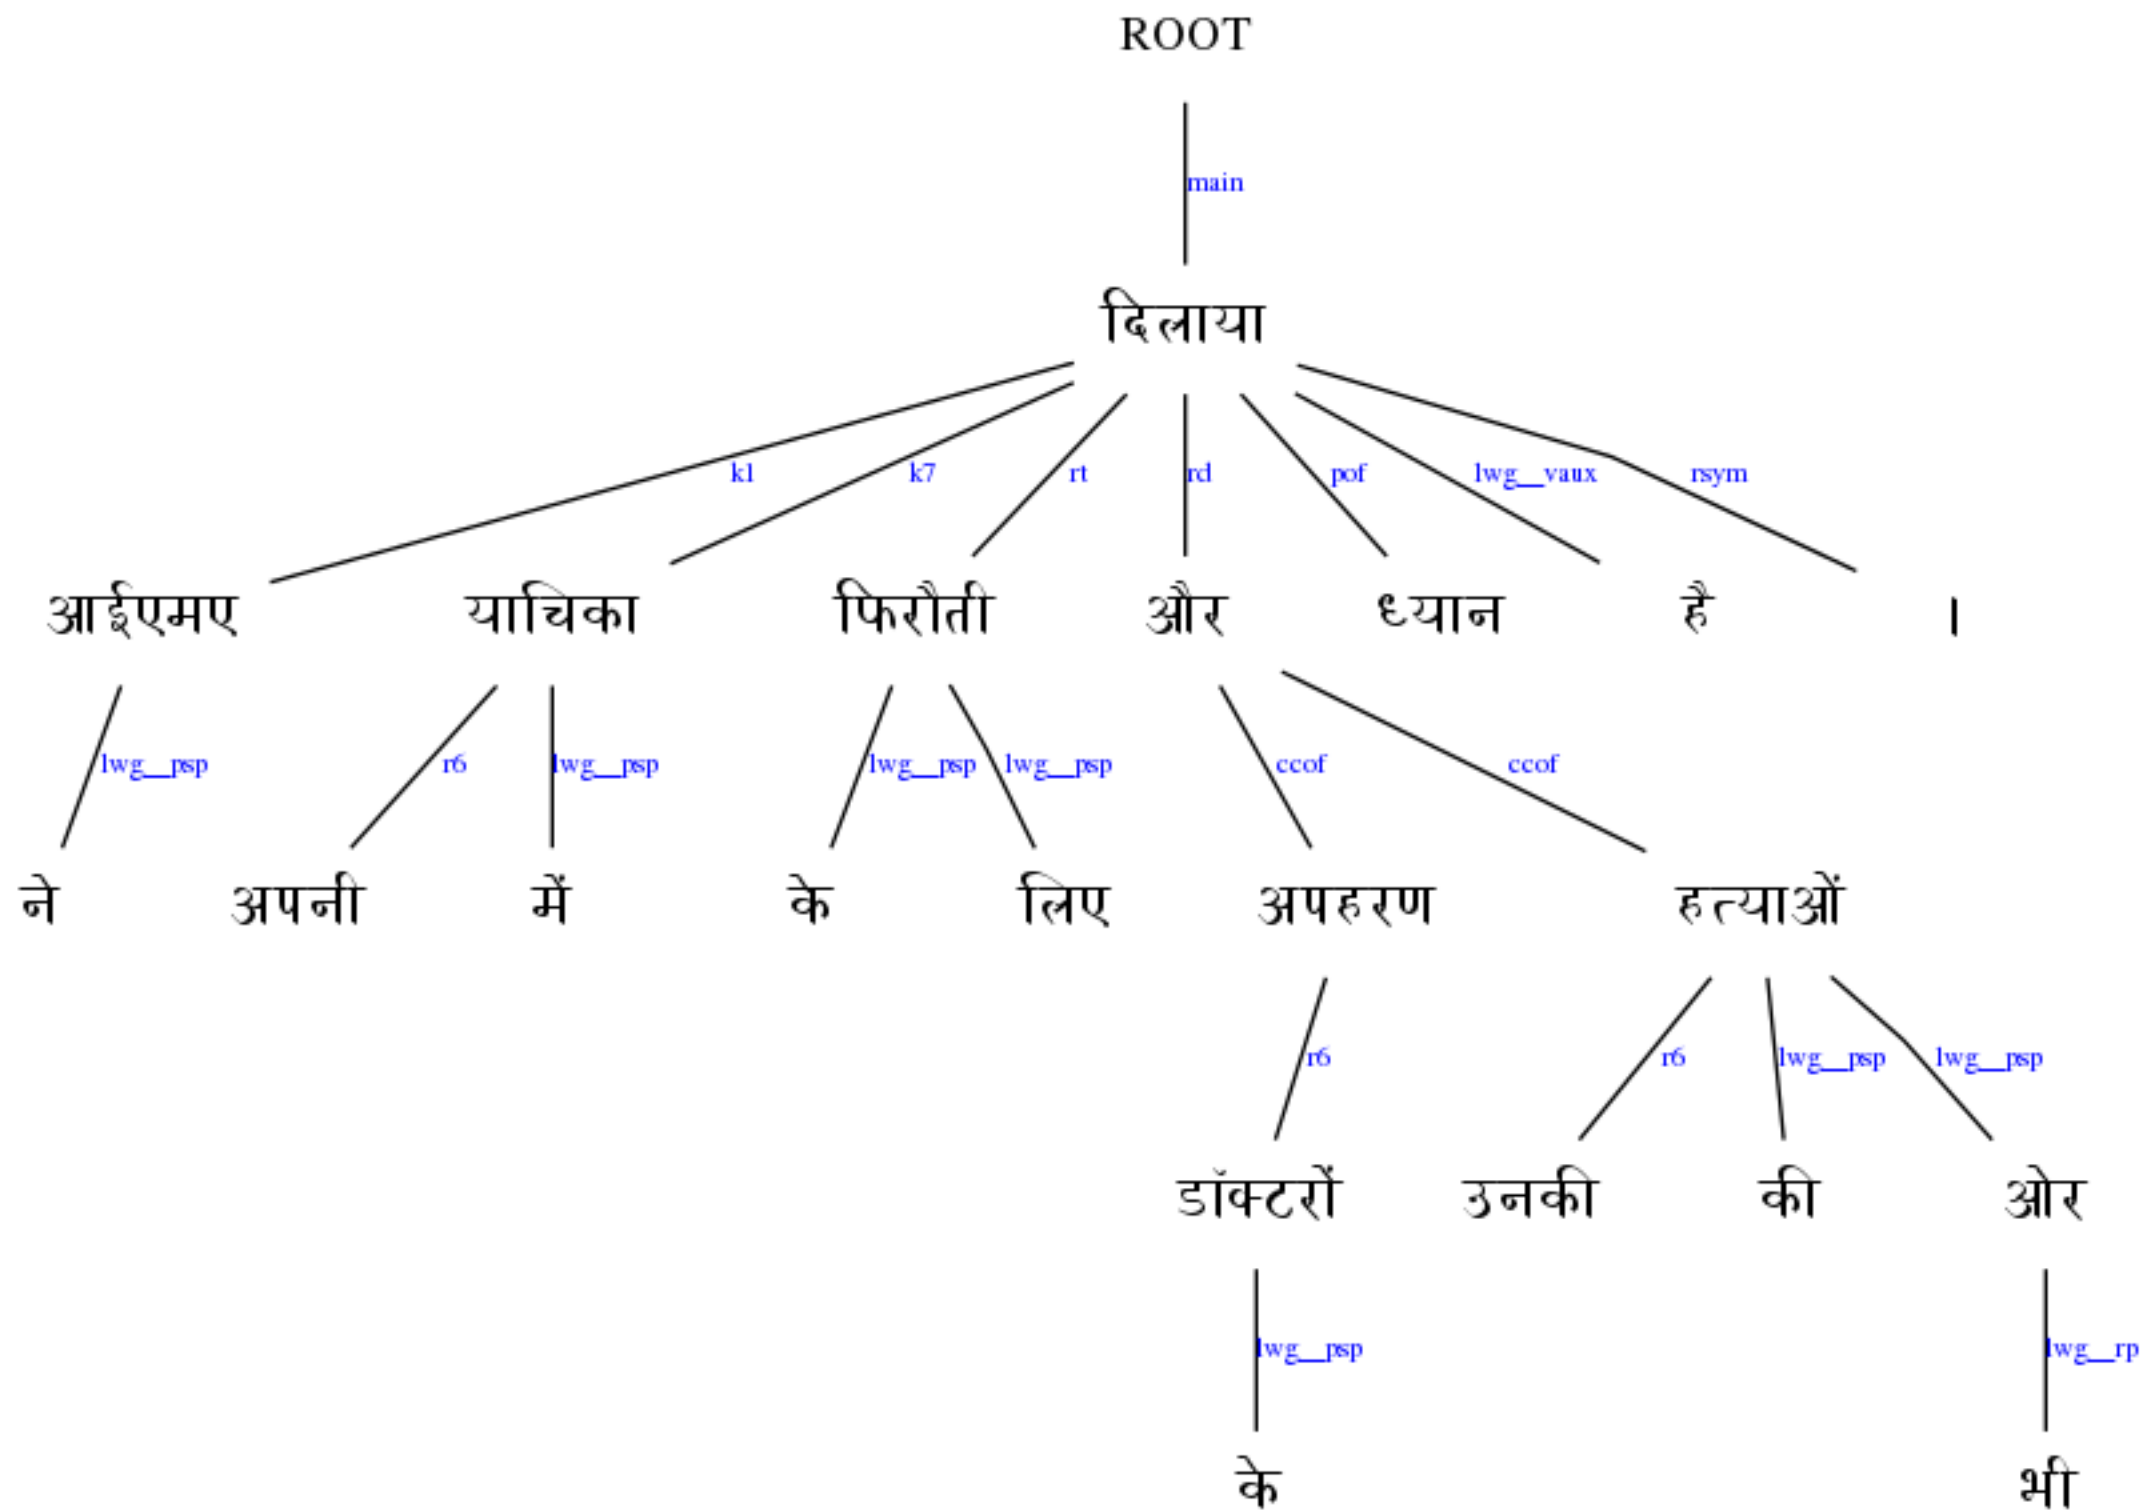 ROOT
main
दिलाया
k1 k7 rt rd pof lwg__vaux rsym
आईएमए याचिका फिरौती और ध्यान है ।
lwg__psp r6 lwg__psp lwg__psp lwg__psp ccof ccof
ने अपनी में के लिए अपहरण हत्याओं
r6 r6 lwg__psp lwg__psp
डॉक्टरों उनकी की ओर
lwg__psp lwg__rp
के भी